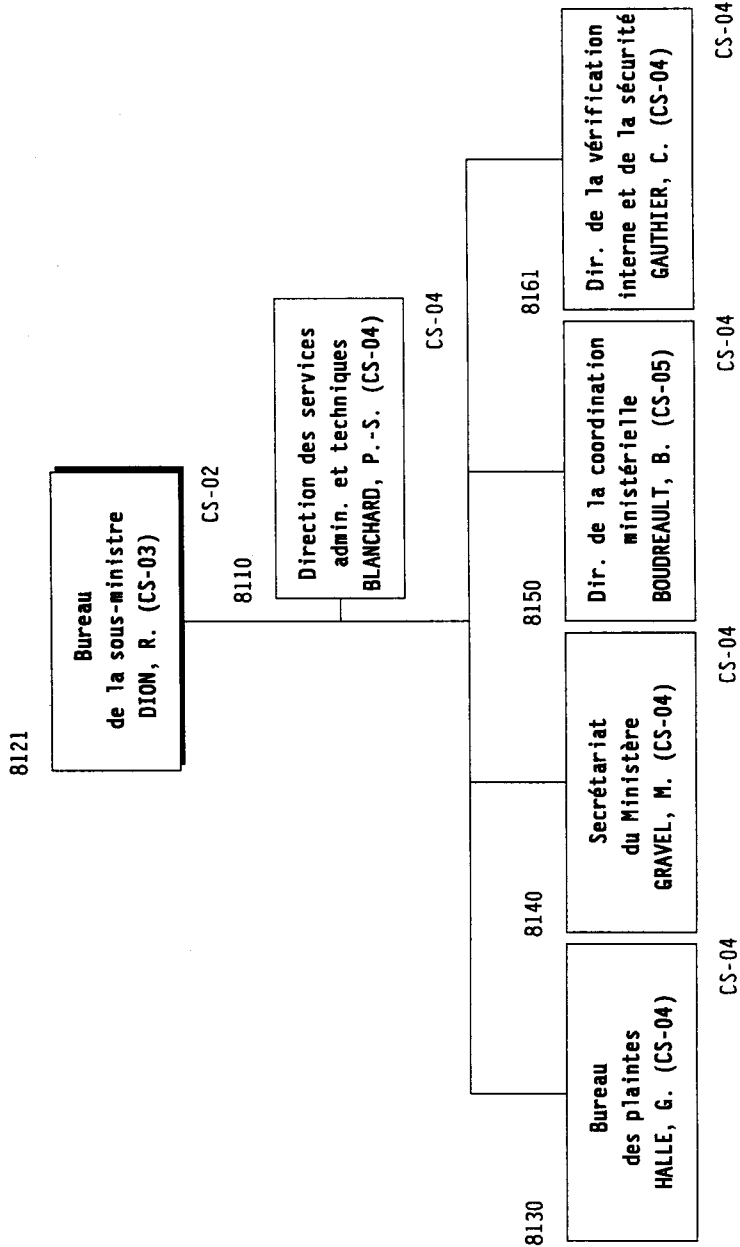 8121
Bureau
de la sous-ministre
DION, R. (CS-03)
CS-02
8110
Direction des services
admin. et techniques
BLANCHARD, P.-S. (CS-04)
CS-04
8130
Bureau
des plaintes
HALLE, G. (CS-04)
CS-04
8140
Secrétariat
du Ministère
GRAVEL, M. (CS-04)
CS-04
8150
Dir. de la coordination
ministérielle
BOUDREAULT, B. (CS-05)
CS-04
8161
Dir. de la vérification
interne et de la sécurité
GAUTHIER, C. (CS-04)
CS-04